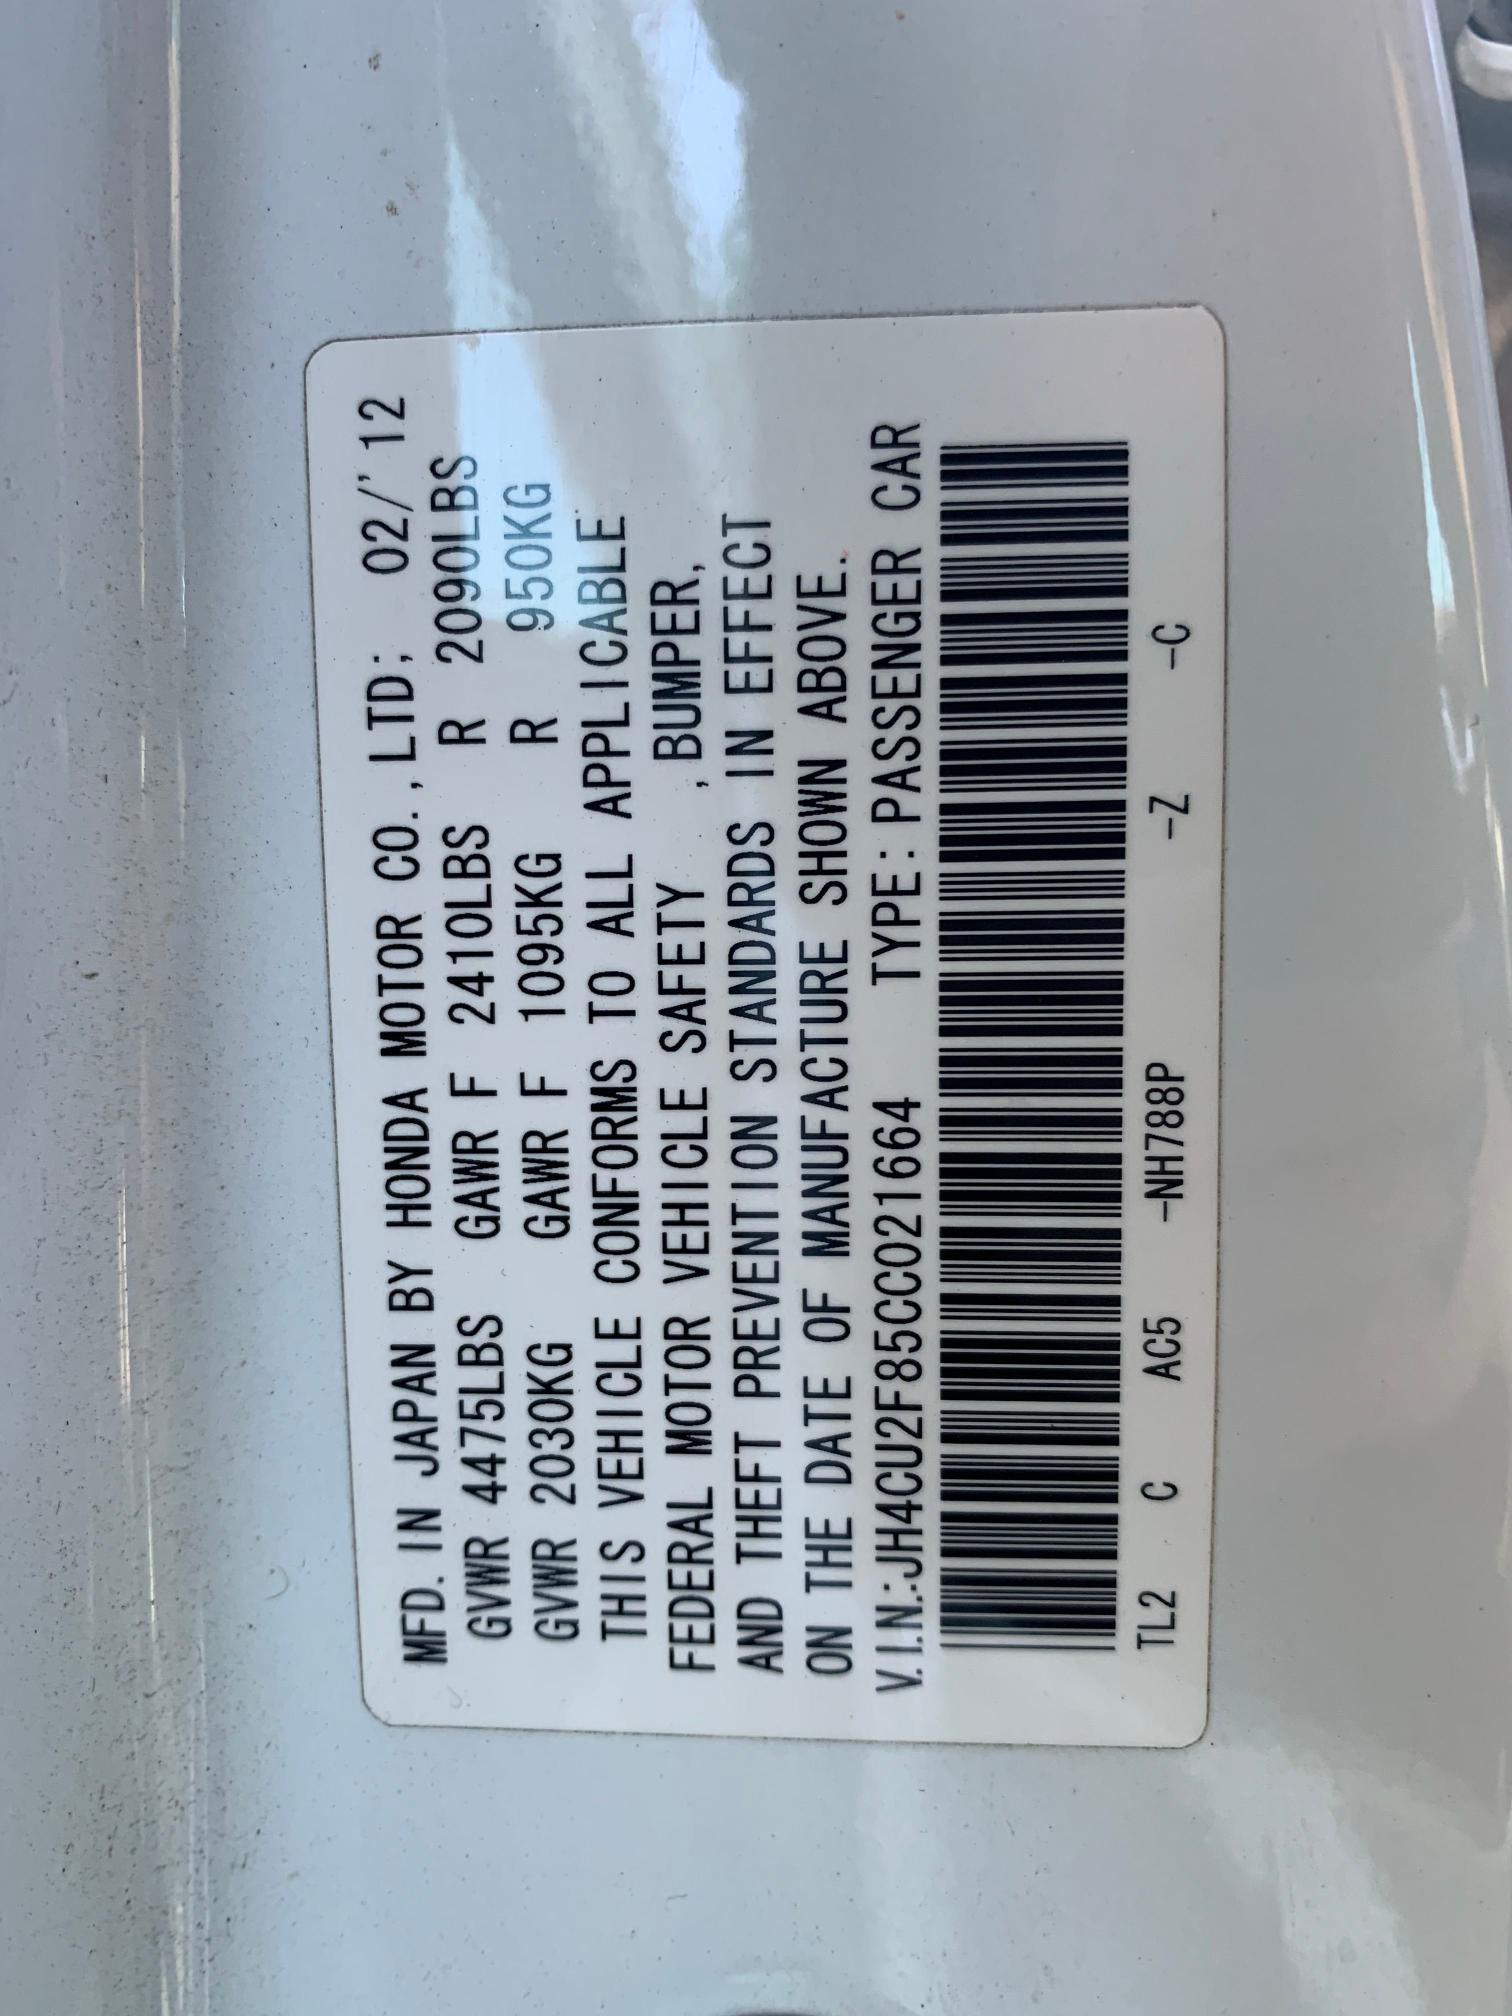 MFD. IN JAPAN BY HONDA MOTOR CO., LTD; 02/'12
GVWR 4475LBS GAWR F 2410LBS R 2090LBS
GVWR 2030KG GAWR F 1095KG R 950KG
THIS VEHICLE CONFORMS TO ALL APPLICABLE
FEDERAL MOTOR VEHICLE SAFETY , BUMPER,
AND THEFT PREVENTION STANDARDS IN EFFECT
ON THE DATE OF MANUFACTURE SHOWN ABOVE.
V.I.N.:JH4CU2F85CC021664 TYPE: PASSENGER CAR
TL2 C AC5 -NH788P -Z -C